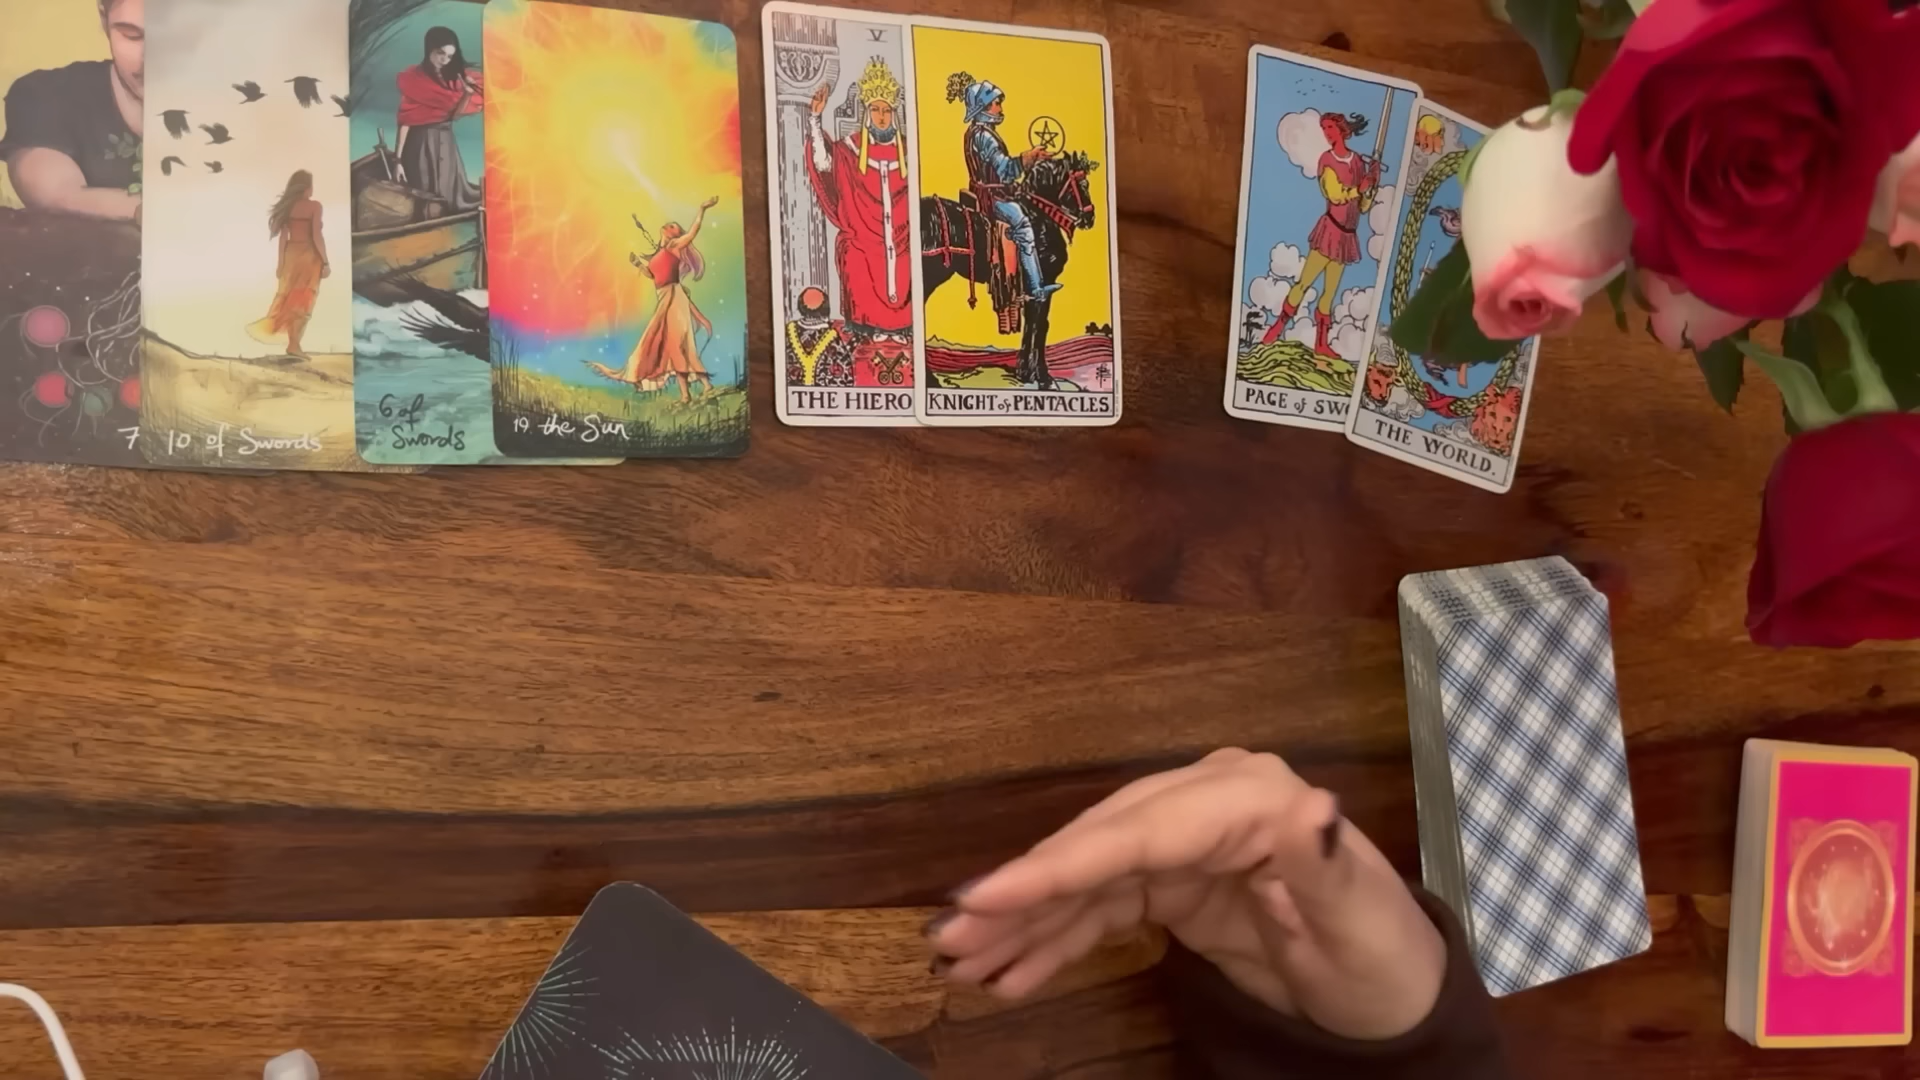 7
10 of Swords
6 of
Swords
19. the Sun
V
THE HIERO
KNIGHT of PENTACLES
PAGE of SWO
THE WORLD.